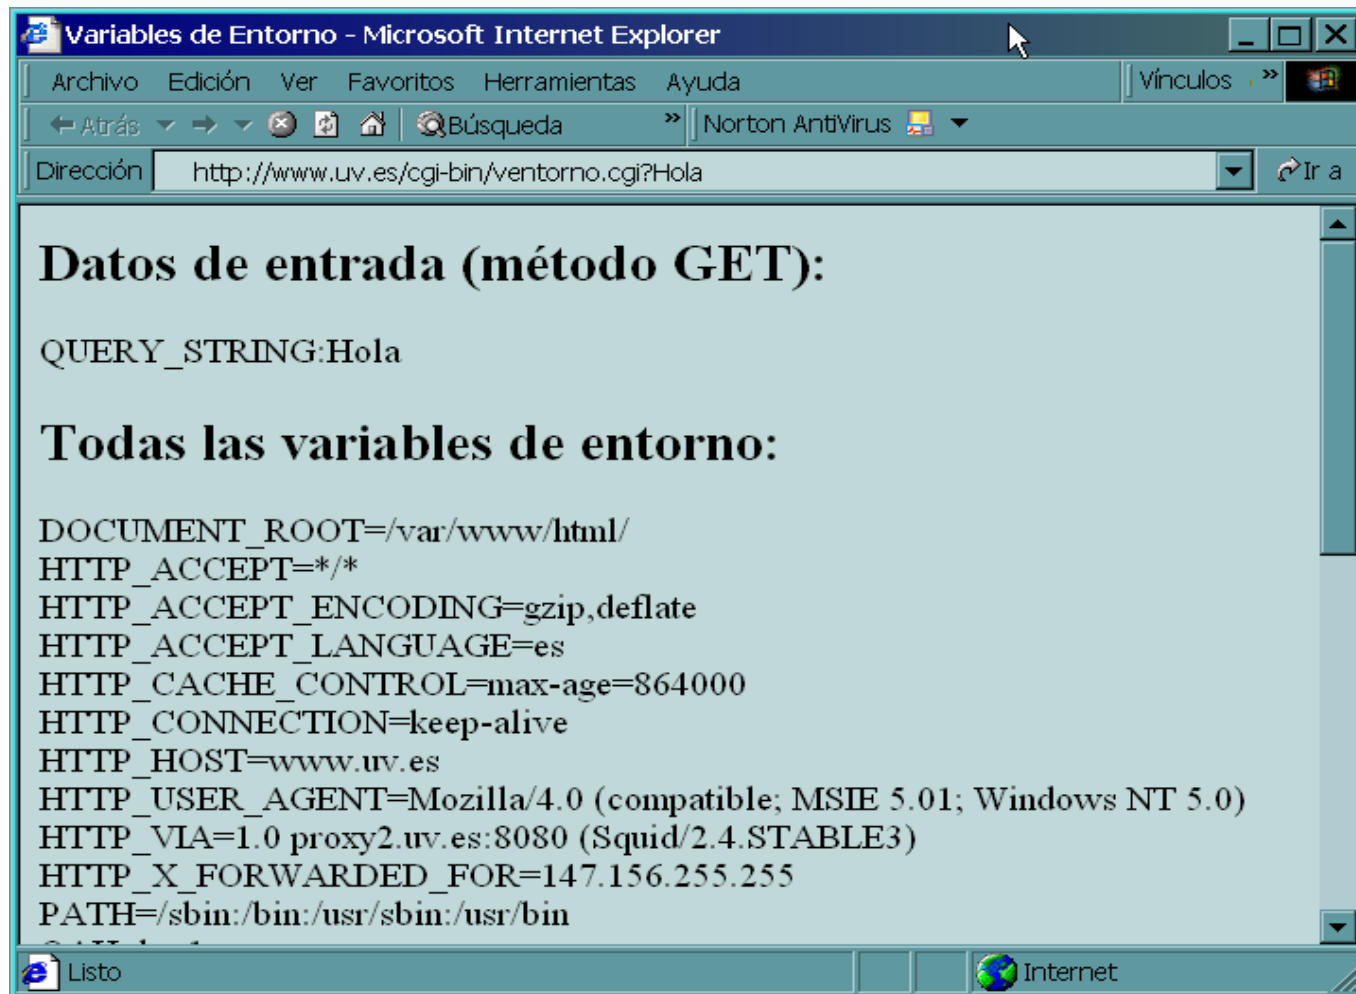 Variables de Entorno - Microsoft Internet Explorer
Archivo Edición Ver Favoritos Herramientas Ayuda Vínculos »
Atrás Búsqueda » Norton AntiVirus
Dirección http://www.uv.es/cgi-bin/ventorno.cgi?Hola Ir a
Datos de entrada (método GET):
QUERY_STRING:Hola
Todas las variables de entorno:
DOCUMENT_ROOT=/var/www/html/
HTTP_ACCEPT=*/*
HTTP_ACCEPT_ENCODING=gzip,deflate
HTTP_ACCEPT_LANGUAGE=es
HTTP_CACHE_CONTROL=max-age=864000
HTTP_CONNECTION=keep-alive
HTTP_HOST=www.uv.es
HTTP_USER_AGENT=Mozilla/4.0 (compatible; MSIE 5.01; Windows NT 5.0)
HTTP_VIA=1.0 proxy2.uv.es:8080 (Squid/2.4.STABLE3)
HTTP_X_FORWARDED_FOR=147.156.255.255
PATH=/sbin:/bin:/usr/sbin:/usr/bin
Listo Internet